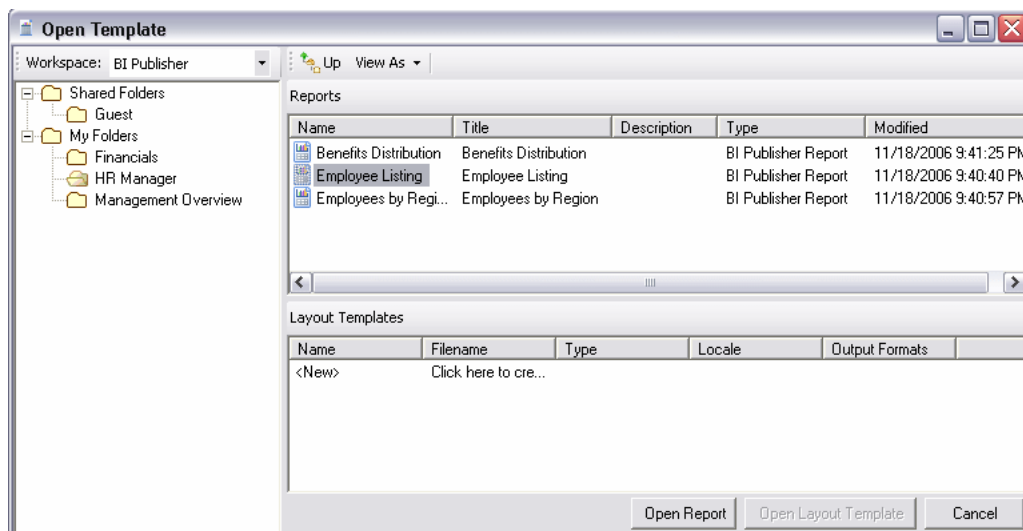 Open Template
Workspace: BI Publisher
Up View As
Shared Folders
Guest
My Folders
Financials
HR Manager
Management Overview
Reports
Name Title Description Type Modified
Benefits Distribution Benefits Distribution BI Publisher Report 11/18/2006 9:41:25 PM
Employee Listing Employee Listing BI Publisher Report 11/18/2006 9:40:40 PM
Employees by Regi... Employees by Region BI Publisher Report 11/18/2006 9:40:57 PM
Layout Templates
Name Filename Type Locale Output Formats
<New> Click here to cre...
Open Report Open Layout Template Cancel